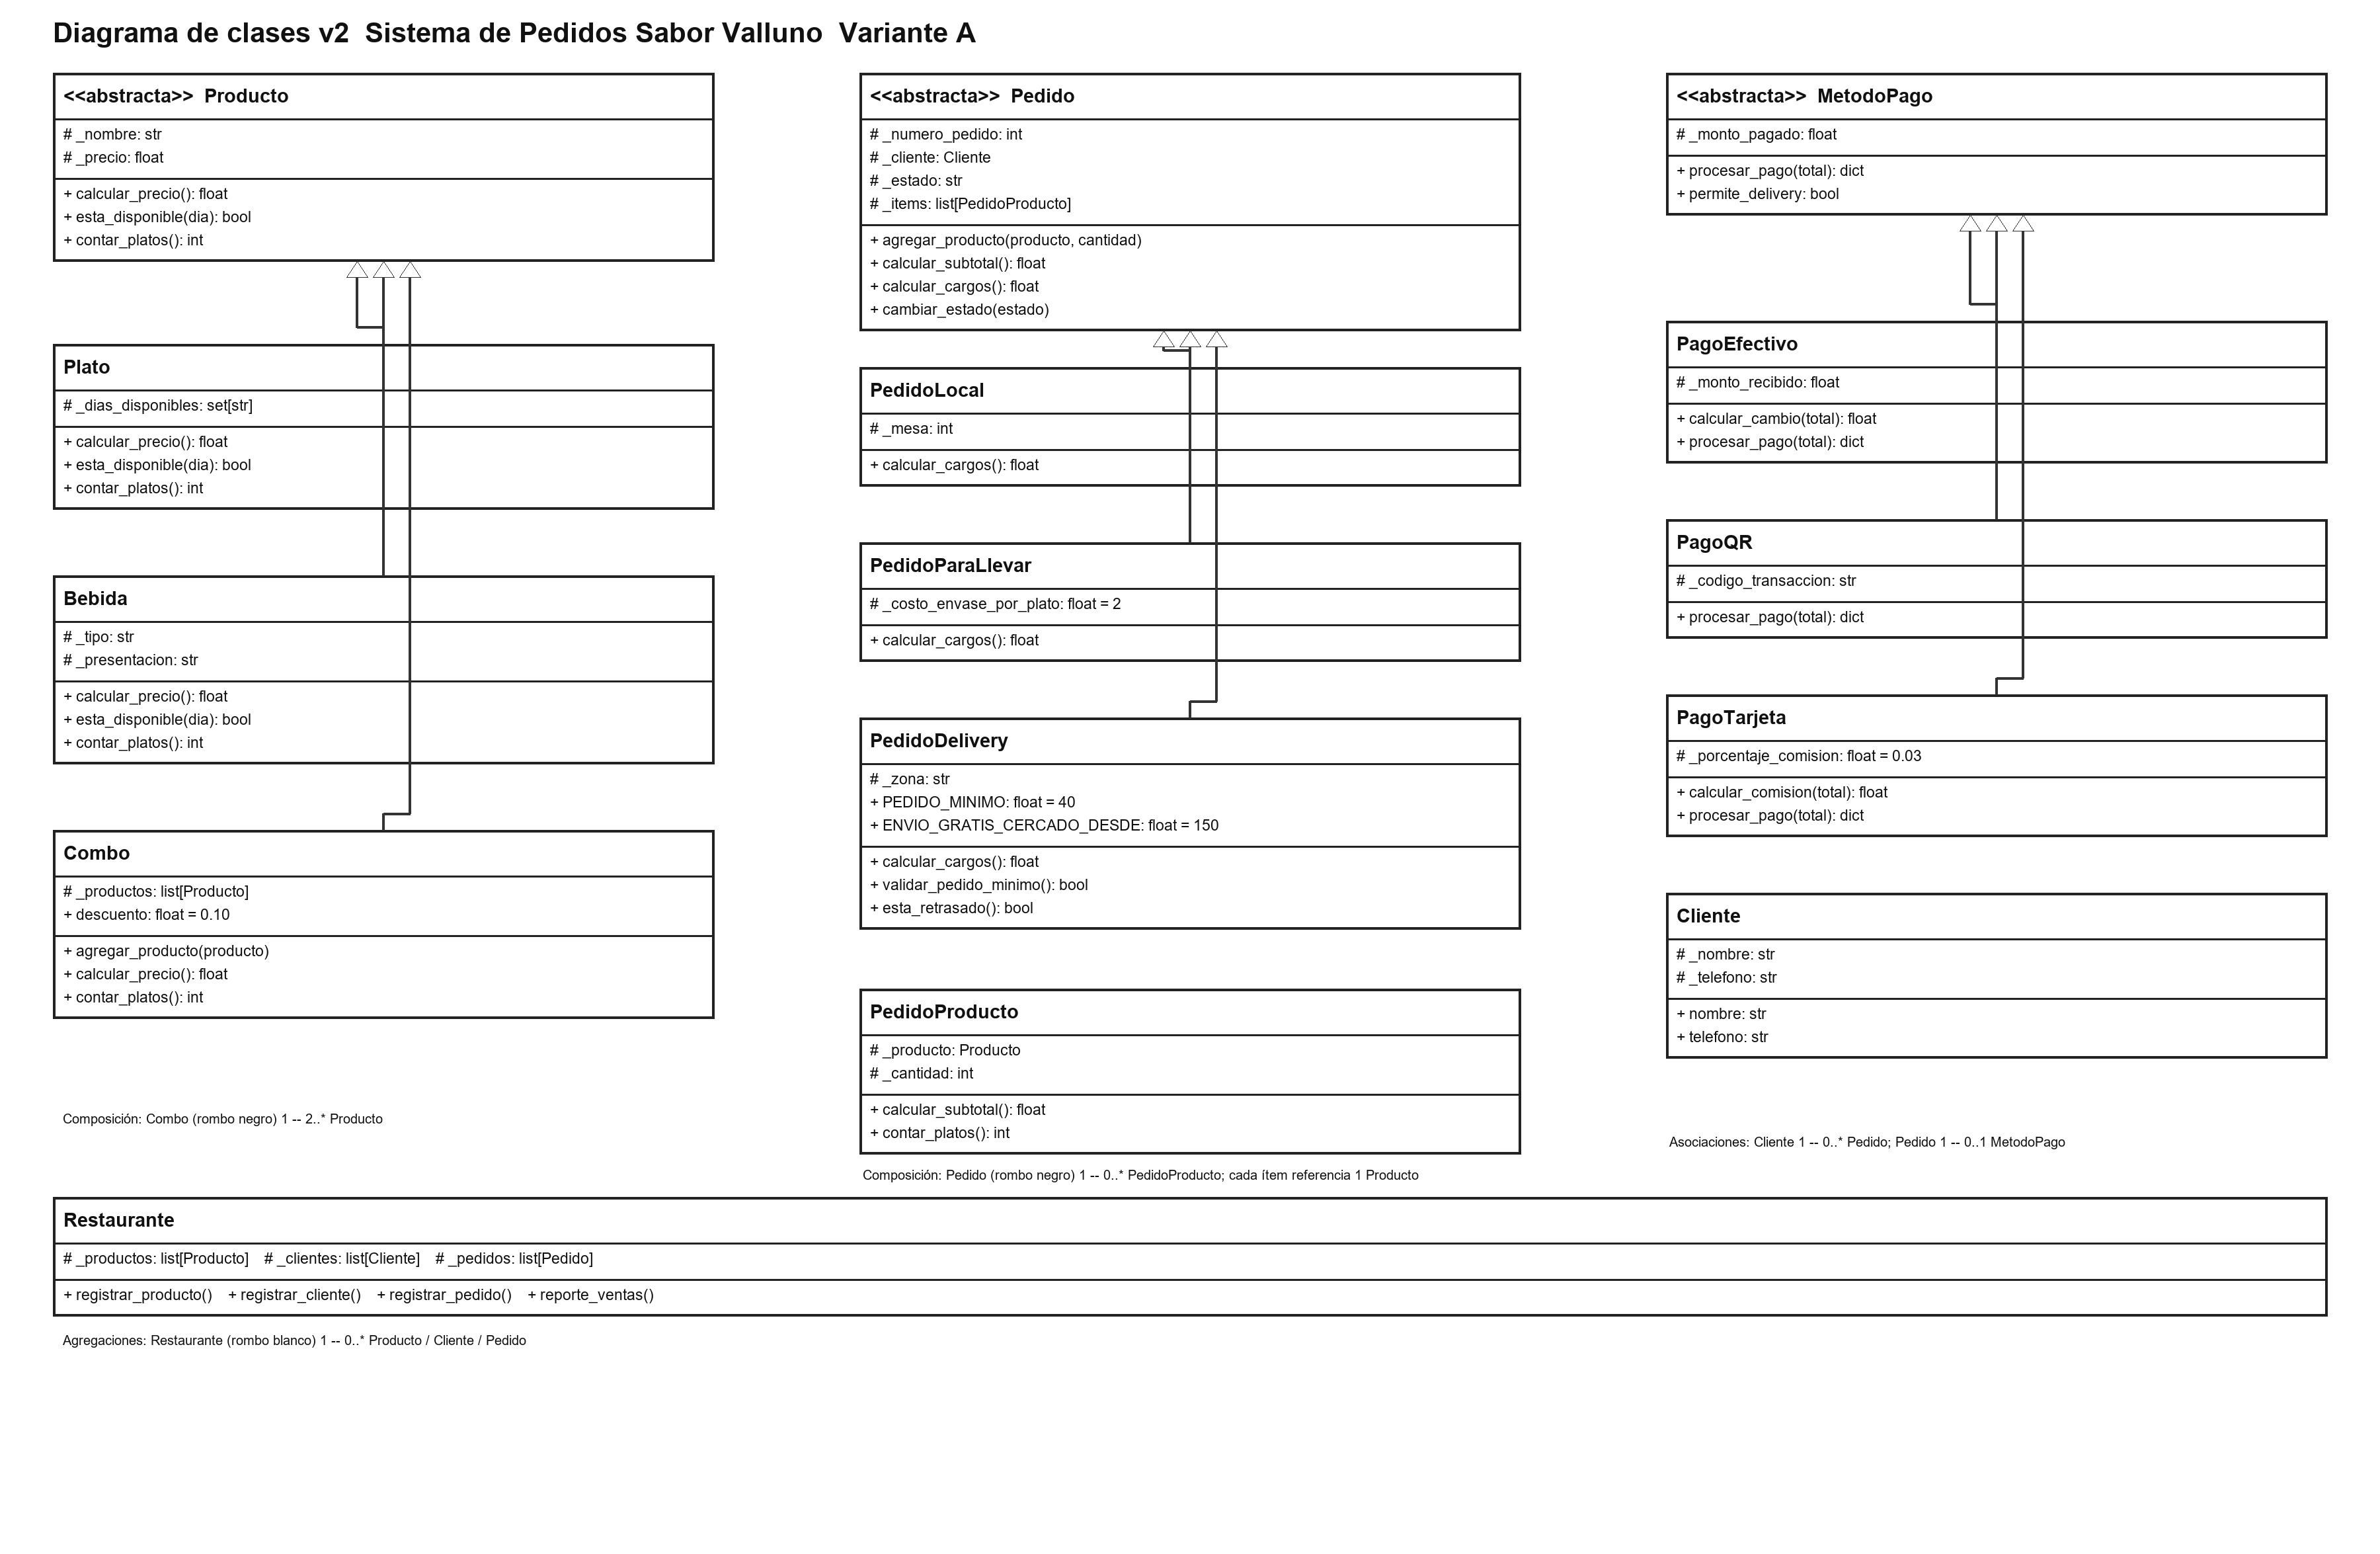 Diagrama de clases v2  Sistema de Pedidos Sabor Valluno  Variante A
<<abstracta>>  Producto
# _nombre: str
# _precio: float
+ calcular_precio(): float
+ esta_disponible(dia): bool
+ contar_platos(): int
Plato
# _dias_disponibles: set[str]
+ calcular_precio(): float
+ esta_disponible(dia): bool
+ contar_platos(): int
Bebida
# _tipo: str
# _presentacion: str
+ calcular_precio(): float
+ esta_disponible(dia): bool
+ contar_platos(): int
Combo
# _productos: list[Producto]
+ descuento: float = 0.10
+ agregar_producto(producto)
+ calcular_precio(): float
+ contar_platos(): int
Composición: Combo (rombo negro) 1 -- 2..* Producto
<<abstracta>>  Pedido
# _numero_pedido: int
# _cliente: Cliente
# _estado: str
# _items: list[PedidoProducto]
+ agregar_producto(producto, cantidad)
+ calcular_subtotal(): float
+ calcular_cargos(): float
+ cambiar_estado(estado)
PedidoLocal
# _mesa: int
+ calcular_cargos(): float
PedidoParaLlevar
# _costo_envase_por_plato: float = 2
+ calcular_cargos(): float
PedidoDelivery
# _zona: str
+ PEDIDO_MINIMO: float = 40
+ ENVIO_GRATIS_CERCADO_DESDE: float = 150
+ calcular_cargos(): float
+ validar_pedido_minimo(): bool
+ esta_retrasado(): bool
PedidoProducto
# _producto: Producto
# _cantidad: int
+ calcular_subtotal(): float
+ contar_platos(): int
Composición: Pedido (rombo negro) 1 -- 0..* PedidoProducto; cada ítem referencia 1 Producto
<<abstracta>>  MetodoPago
# _monto_pagado: float
+ procesar_pago(total): dict
+ permite_delivery: bool
PagoEfectivo
# _monto_recibido: float
+ calcular_cambio(total): float
+ procesar_pago(total): dict
PagoQR
# _codigo_transaccion: str
+ procesar_pago(total): dict
PagoTarjeta
# _porcentaje_comision: float = 0.03
+ calcular_comision(total): float
+ procesar_pago(total): dict
Cliente
# _nombre: str
# _telefono: str
+ nombre: str
+ telefono: str
Asociaciones: Cliente 1 -- 0..* Pedido; Pedido 1 -- 0..1 MetodoPago
Restaurante
# _productos: list[Producto]    # _clientes: list[Cliente]    # _pedidos: list[Pedido]
+ registrar_producto()    + registrar_cliente()    + registrar_pedido()    + reporte_ventas()
Agregaciones: Restaurante (rombo blanco) 1 -- 0..* Producto / Cliente / Pedido